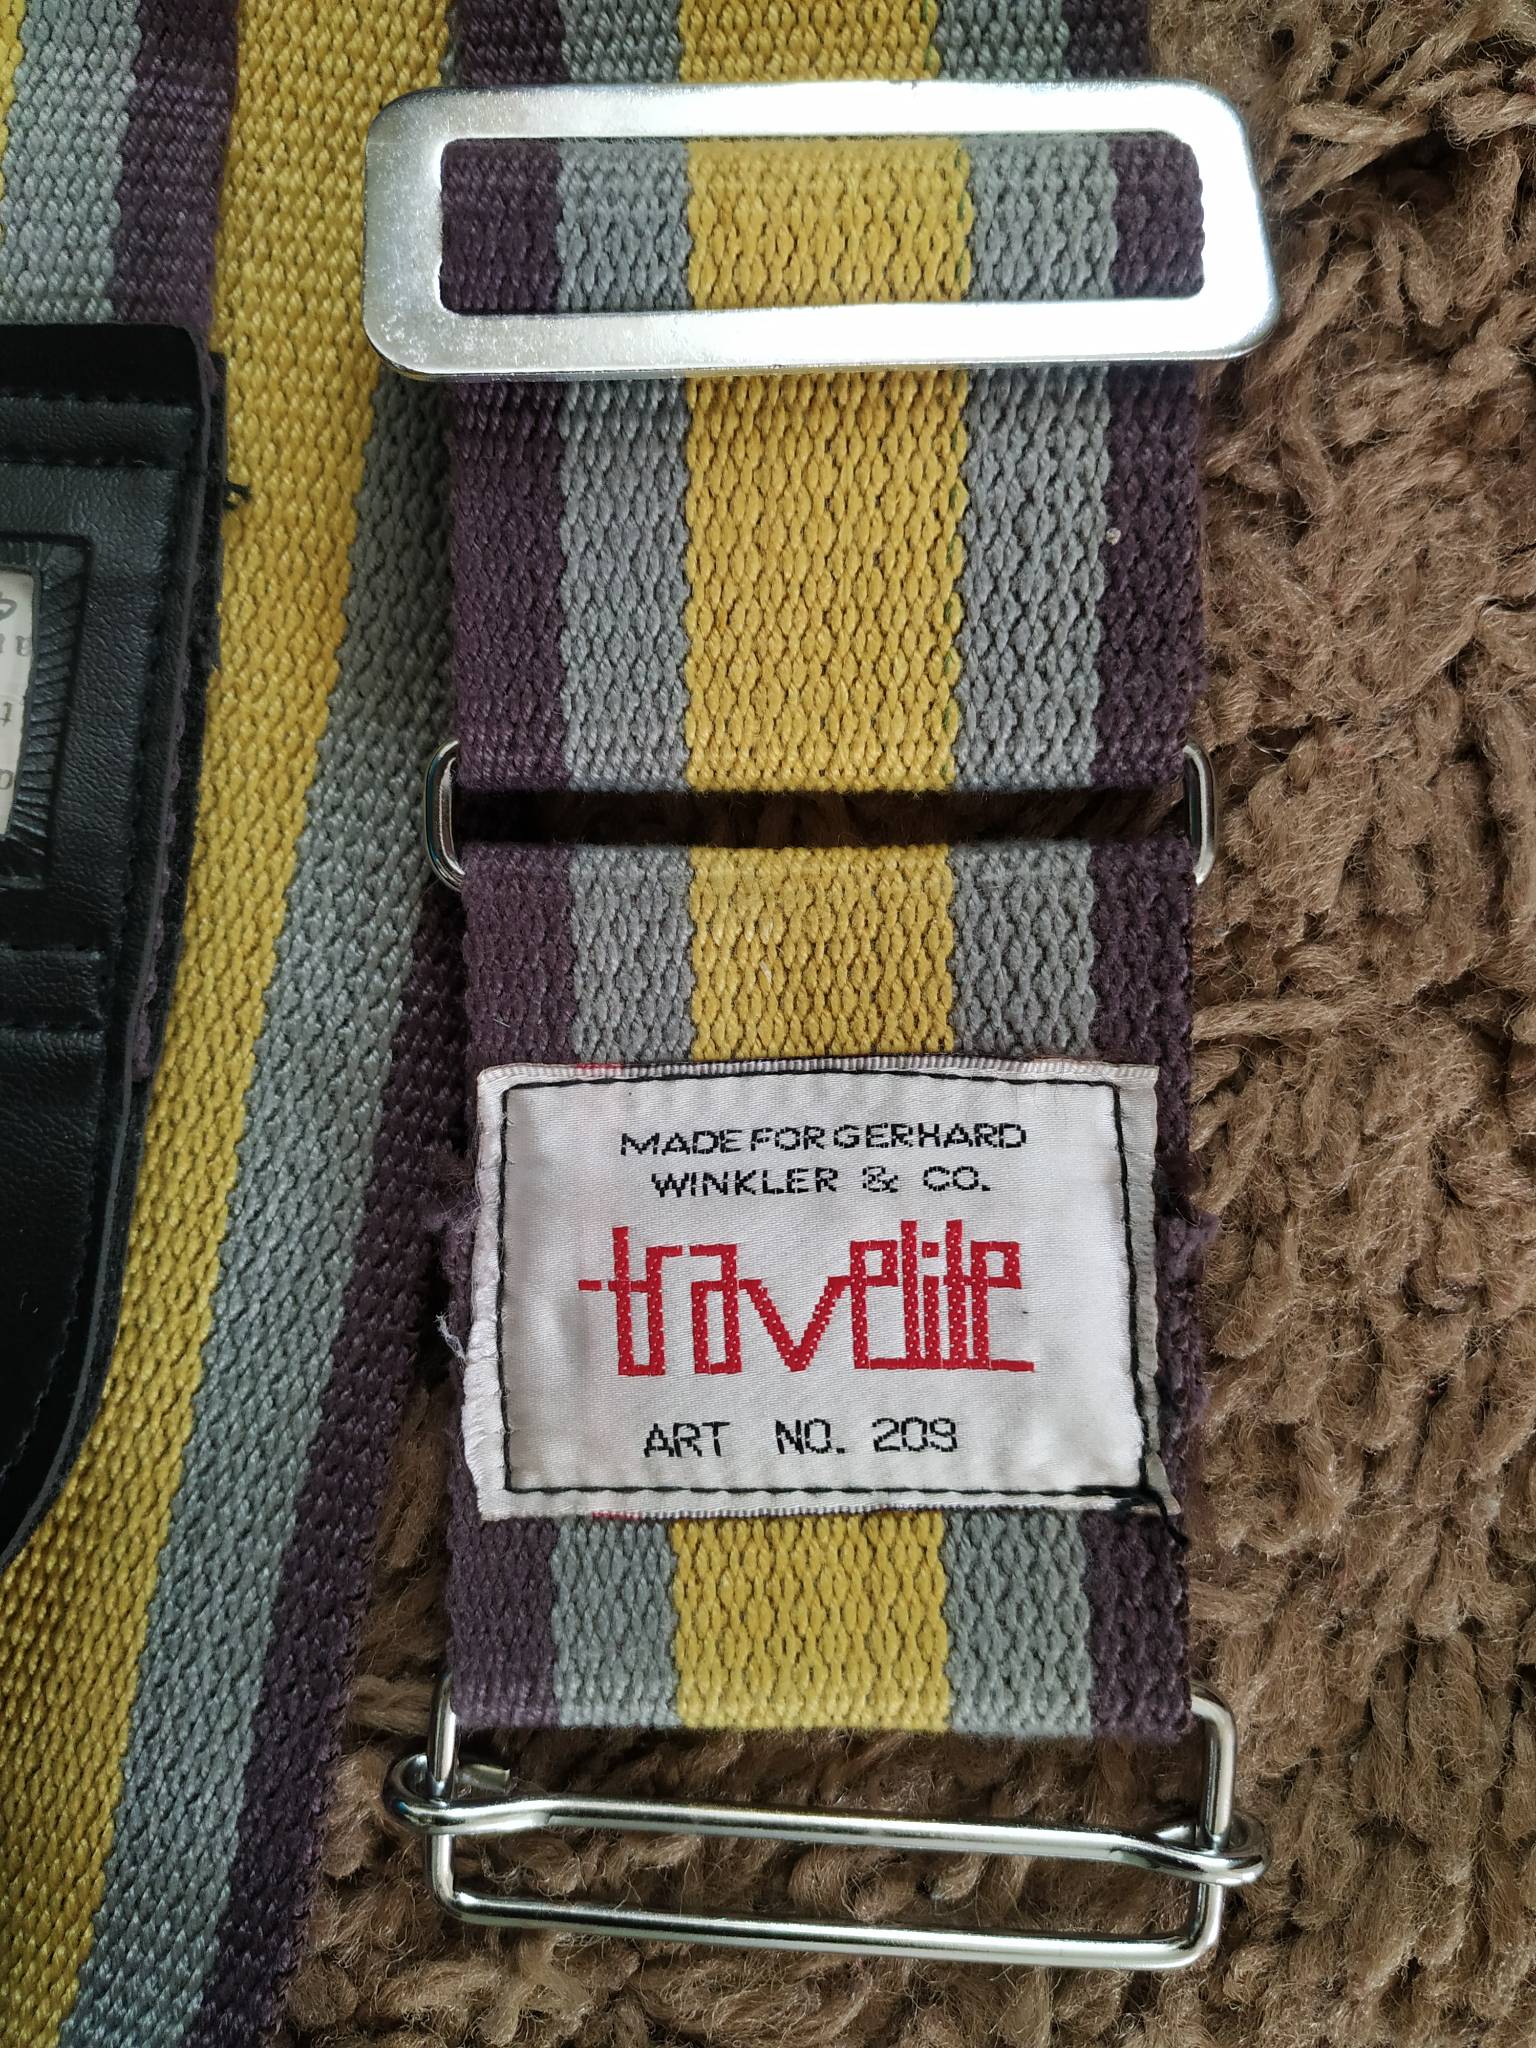 MADE FOR GERHARD
WINKLER & CO.
travelite
ART NO. 209